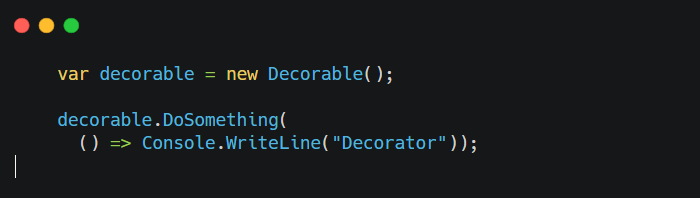 var decorable = new Decorable();
decorable.DoSomething(
() => Console.WriteLine("Decorator"));